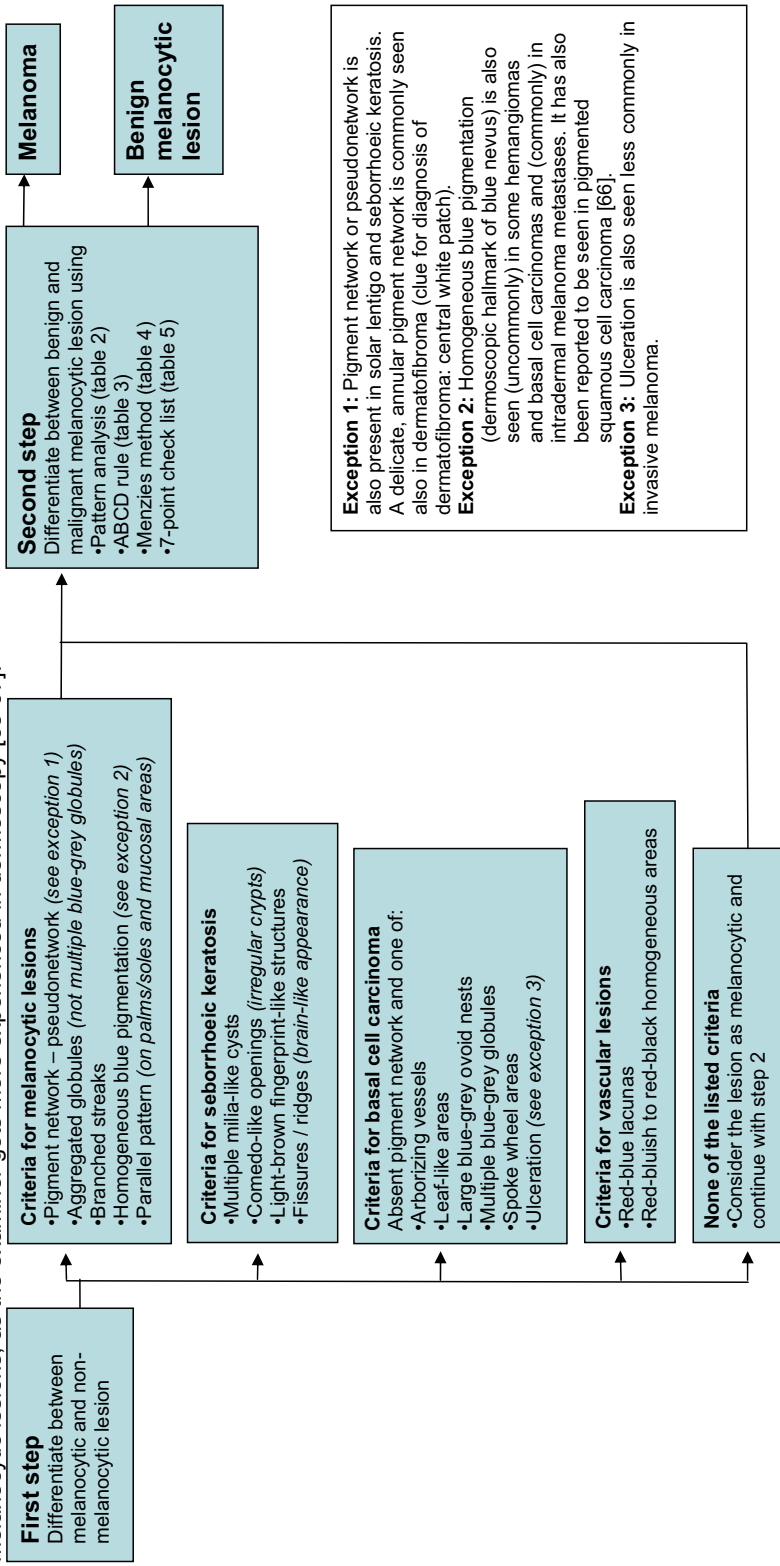 melanocytic lesions, as the examiner gets more experienced in dermoscopy
First step
Differentiate between
melanocytic and non-
melanocytic lesion
Criteria for melanocytic lesions
•Pigment network – pseudonetwork (see exception 1)
•Aggregated globules (not multiple blue-grey globules)
•Branched streaks
•Homogeneous blue pigmentation (see exception 2)
•Parallel pattern (on palms/soles and mucosal areas)
Criteria for seborrhoeic keratosis
•Multiple milia-like cysts
•Comedo-like openings (irregular crypts)
•Light-brown fingerprint-like structures
•Fissures / ridges (brain-like appearance)
Criteria for basal cell carcinoma
Absent pigment network and one of:
•Arborizing vessels
•Leaf-like areas
•Large blue-grey ovoid nests
•Multiple blue-grey globules
•Spoke wheel areas
•Ulceration (see exception 3)
Criteria for vascular lesions
•Red-blue lacunas
•Red-bluish to red-black homogeneous areas
None of the listed criteria
•Consider the lesion as melanocytic and
continue with step 2
Second step
Differentiate between benign and
malignant melanocytic lesion using
•Pattern analysis (table 2)
•ABCD rule (table 3)
•Menzies method (table 4)
•7-point check list (table 5)
Melanoma
Benign
melanocytic
lesion
Exception 1: Pigment network or pseudonetwork is
also present in solar lentigo and seborrhoeic keratosis.
A delicate, annular pigment network is commonly seen
also in dermatofibroma (clue for diagnosis of
dermatofibroma: central white patch).
Exception 2: Homogeneous blue pigmentation
(dermoscopic hallmark of blue nevus) is also
seen (uncommonly) in some hemangiomas
and basal cell carcinomas and (commonly) in
intradermal melanoma metastases. It has also
been reported to be seen in pigmented
squamous cell carcinoma [66].
Exception 3: Ulceration is also seen less commonly in
invasive melanoma.